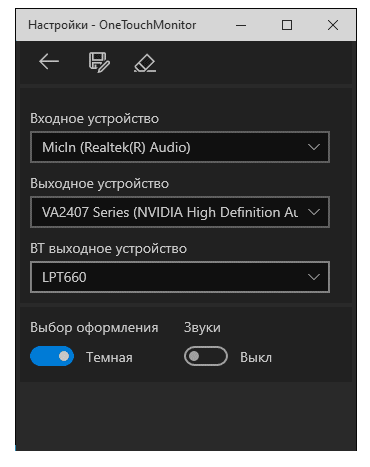 Настройки - OneTouchMonitor
Входное устройство
MicIn (Realtek(R) Audio)
Выходное устройство
VA2407 Series (NVIDIA High Definition Au
BT выходное устройство
LPT660
Выбор оформления Звуки
Темная Выкл